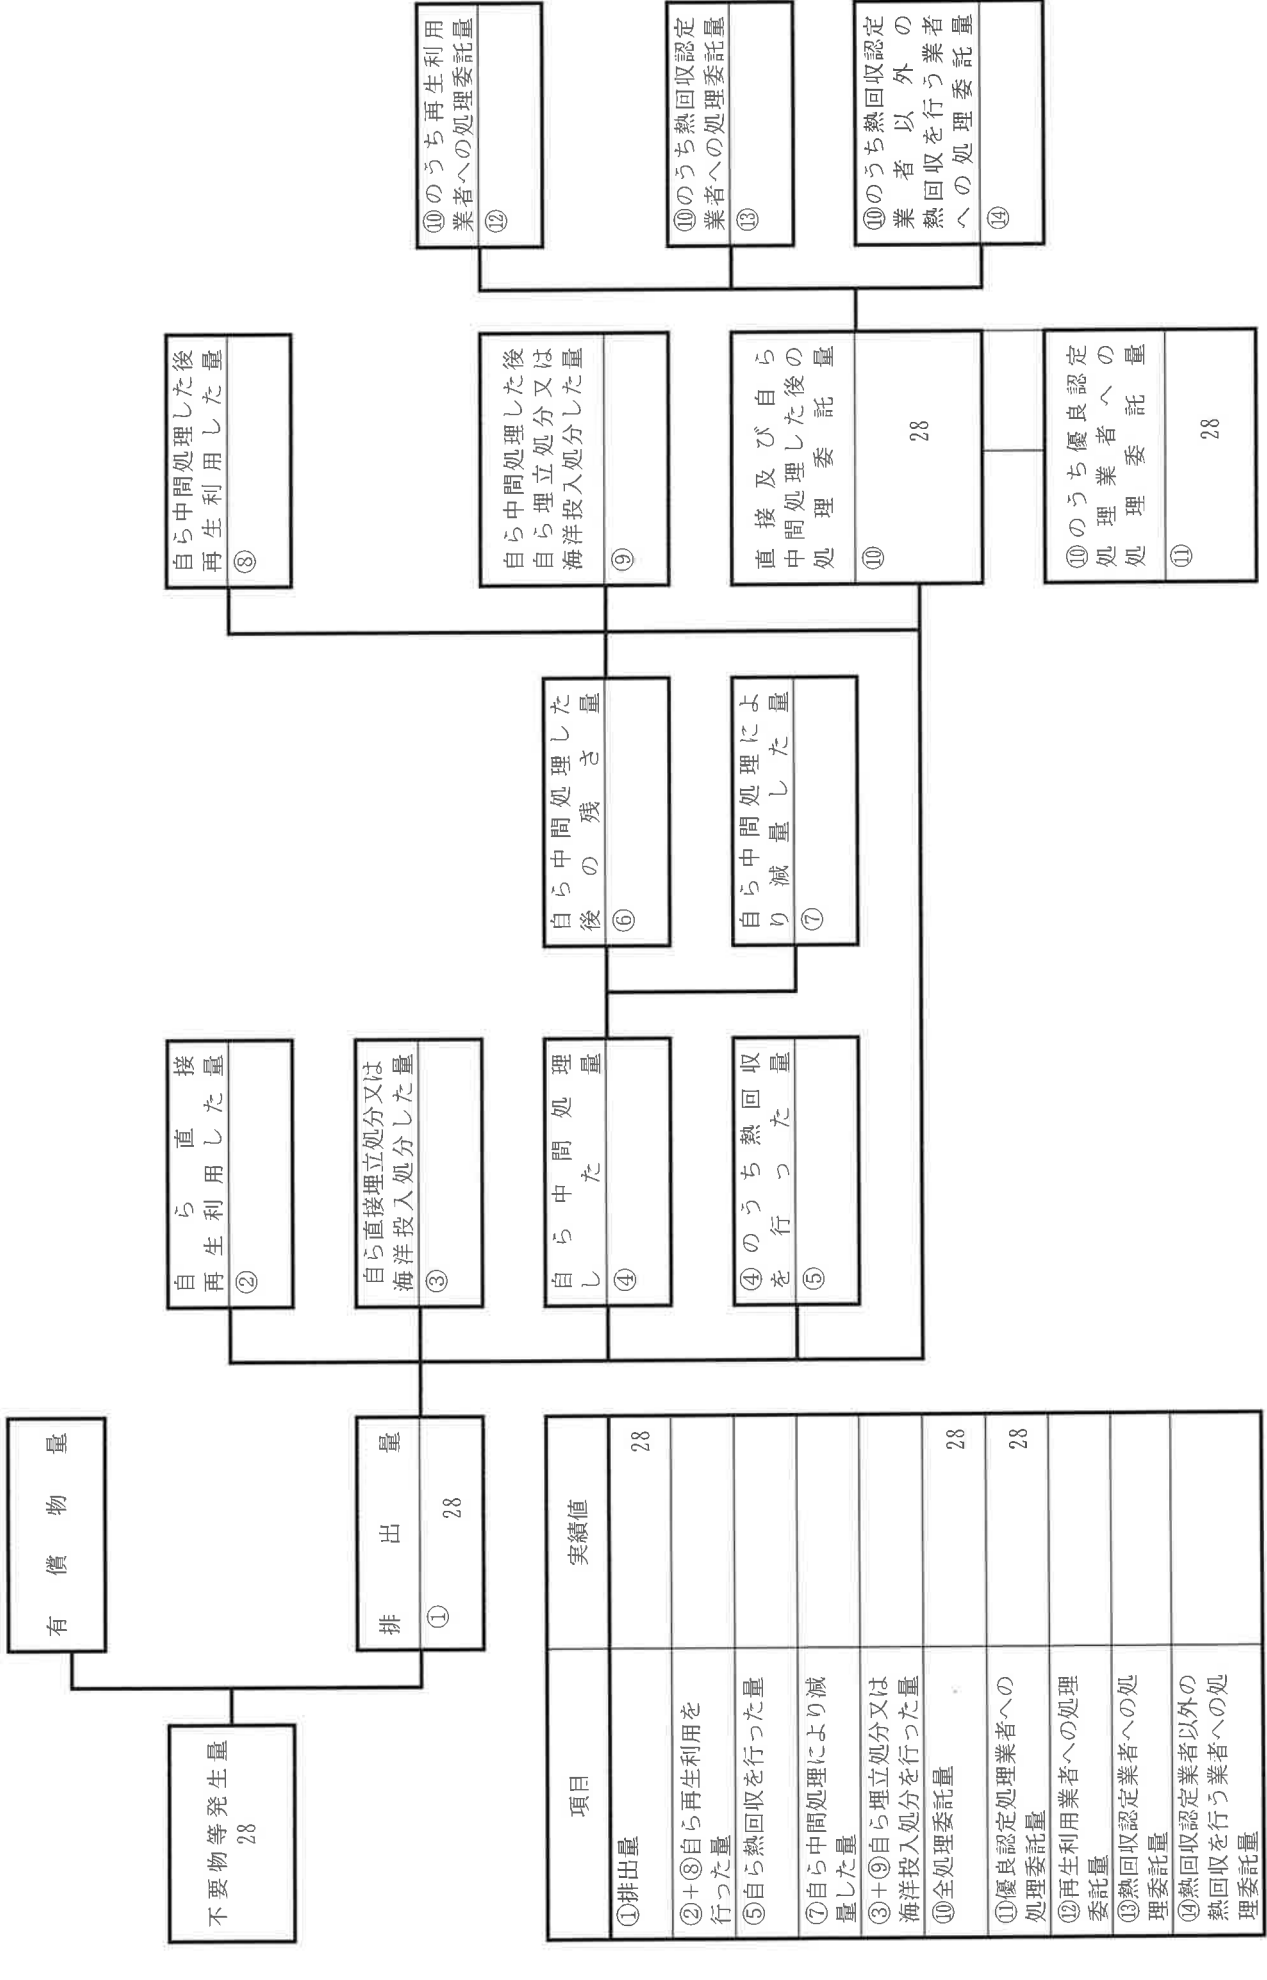 不要物等発生量
28
有償物量
排出量
① 28
自ら直接
再生利用した量
②
自ら直接埋立処分又は
海洋投入処分した量
③
自ら中間処理
した量
④
④のうち熱回収
を行った量
⑤
自ら中間処理した
後の残さ量
⑥
自ら中間処理によ
り減量した量
⑦
自ら中間処理した後
再生利用した量
⑧
自ら中間処理した後
自ら埋立処分又は
海洋投入処分した量
⑨
直接及び自ら
中間処理した後の
処理委託量
⑩ 28
⑩のうち優良認定
処理業者への
処理委託量
⑪ 28
⑩のうち再生利用
業者への処理委託量
⑫
⑩のうち熱回収認定
業者への処理委託量
⑬
⑩のうち熱回収認定
業者以外の
熱回収を行う業者
への処理委託量
⑭
項目 実績値
①排出量 28
②+⑧自ら再生利用を
行った量
⑤自ら熱回収を行った量
⑦自ら中間処理により減
量した量
③+⑨自ら埋立処分又は
海洋投入処分を行った量
⑩全処理委託量 28
⑪優良認定処理業者への
処理委託量 28
⑫再生利用業者への処理
委託量
⑬熱回収認定業者への処
理委託量
⑭熱回収認定業者以外の
熱回収を行う業者への処
理委託量